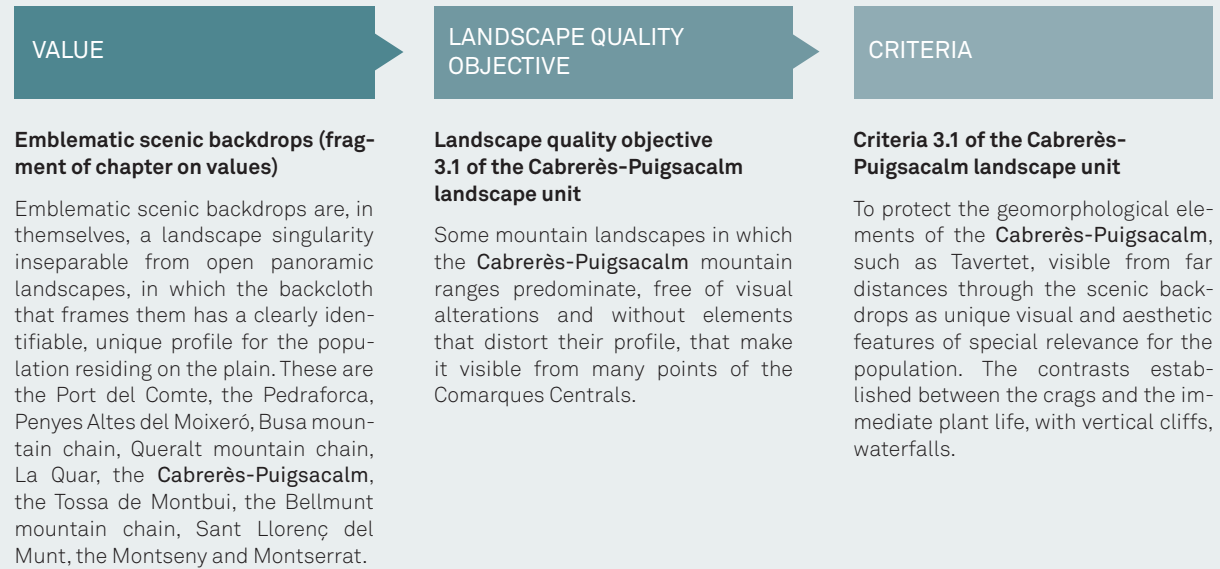 VALUE
Emblematic scenic backdrops (frag-
ment of chapter on values)
Emblematic scenic backdrops are, in
themselves, a landscape singularity
inseparable from open panoramic
landscapes, in which the backcloth
that frames them has a clearly iden-
tifiable, unique profile for the popu-
lation residing on the plain. These are
the Port del Comte, the Pedraforca,
Penyes Altes del Moixeró, Busa moun-
tain chain, Queralt mountain chain,
La Quar, the Cabrerès-Puigsacalm,
the Tossa de Montbui, the Bellmunt
mountain chain, Sant Llorenç del
Munt, the Montseny and Montserrat.
LANDSCAPE QUALITY
OBJECTIVE
Landscape quality objective
3.1 of the Cabrerès-Puigsacalm
landscape unit
Some mountain landscapes in which
the Cabrerès-Puigsacalm mountain
ranges predominate, free of visual
alterations and without elements
that distort their profile, that make
it visible from many points of the
Comarques Centrals.
CRITERIA
Criteria 3.1 of the Cabrerès-
Puigsacalm landscape unit
To protect the geomorphological ele-
ments of the Cabrerès-Puigsacalm,
such as Tavertet, visible from far
distances through the scenic back-
drops as unique visual and aesthetic
features of special relevance for the
population. The contrasts estab-
lished between the crags and the im-
mediate plant life, with vertical cliffs,
waterfalls.